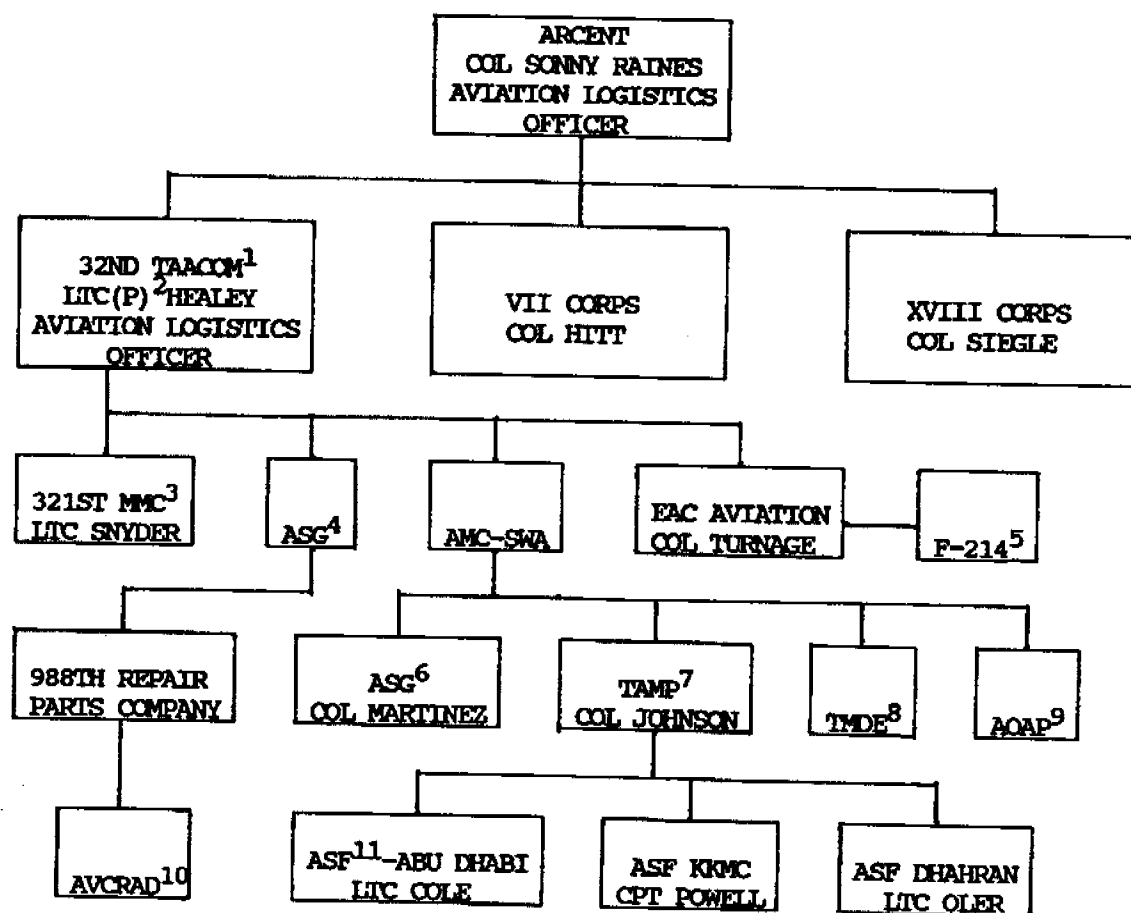 ARCENT
COL SONNY RAINES
AVIATION LOGISTICS
OFFICER
32ND TAACOM1
LTC(P)2HEALEY
AVIATION LOGISTICS
OFFICER
VII CORPS
COL HITT
XVIII CORPS
COL SIEGLE
321ST MMC3
LTC SNYDER
ASG4
AMC-SWA
EAC AVIATION
COL TURNAGE
F-2145
988TH REPAIR
PARTS COMPANY
ASG6
COL MARTINEZ
TAMP7
COL JOHNSON
TMDE8
AOAP9
AVCRAD10
ASF11-ABU DHABI
LTC COLE
ASF KKMC
CPT POWELL
ASF DHAHRAN
LTC OLER